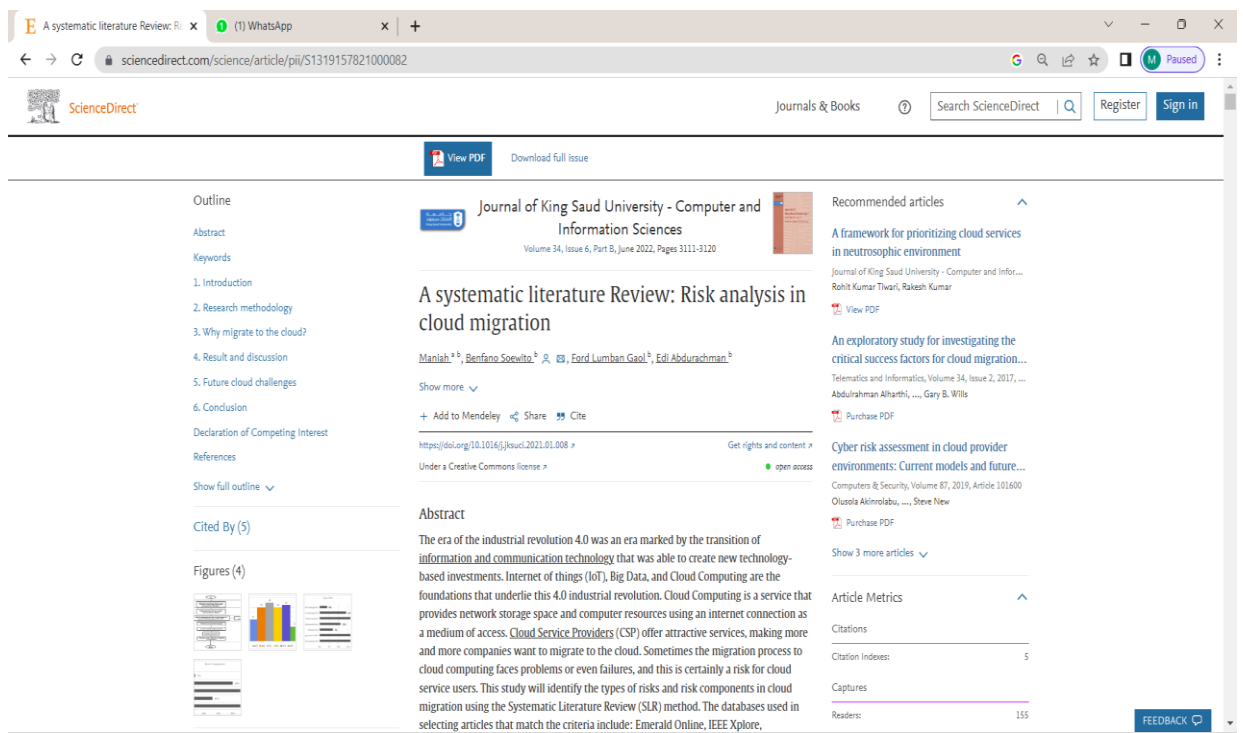 A systematic literature Review: R
(1) WhatsApp
sciencedirect.com/science/article/pii/S1319157821000082
M Paused
ScienceDirect
Journals & Books
Search ScienceDirect
Register
Sign in
View PDF
Download full issue
Outline
Abstract
Keywords
1. Introduction
2. Research methodology
3. Why migrate to the cloud?
4. Result and discussion
5. Future cloud challenges
6. Conclusion
Declaration of Competing Interest
References
Show full outline
Cited By (5)
Figures (4)
Journal of King Saud University - Computer and
Information Sciences
Volume 34, Issue 6, Part B, June 2022, Pages 3111-3120
A systematic literature Review: Risk analysis in
cloud migration
Maniah a b, Benfano Soewito b, Ford Lumban Gaol b, Edi Abdurachman b
Show more
+ Add to Mendeley Share Cite
https://doi.org/10.1016/j.jksuci.2021.01.008
Get rights and content
Under a Creative Commons license
open access
Abstract
The era of the industrial revolution 4.0 was an era marked by the transition of
information and communication technology that was able to create new technology-
based investments. Internet of things (IoT), Big Data, and Cloud Computing are the
foundations that underlie this 4.0 industrial revolution. Cloud Computing is a service that
provides network storage space and computer resources using an internet connection as
a medium of access. Cloud Service Providers (CSP) offer attractive services, making more
and more companies want to migrate to the cloud. Sometimes the migration process to
cloud computing faces problems or even failures, and this is certainly a risk for cloud
service users. This study will identify the types of risks and risk components in cloud
migration using the Systematic Literature Review (SLR) method. The databases used in
selecting articles that match the criteria include: Emerald Online, IEEE Xplore,
Recommended articles
A framework for prioritizing cloud services
in neutrosophic environment
Journal of King Saud University - Computer and Infor...
Rohit Kumar Tiwari, Rakesh Kumar
View PDF
An exploratory study for investigating the
critical success factors for cloud migration...
Telematics and Informatics, Volume 34, Issue 2, 2017, ...
Abdulrahman Alharthi, ..., Gary B. Wills
Purchase PDF
Cyber risk assessment in cloud provider
environments: Current models and future...
Computers & Security, Volume 87, 2019, Article 101600
Olusola Akinrolabu, ..., Steve New
Purchase PDF
Show 3 more articles
Article Metrics
Citations
Citation Indexes: 5
Captures
Readers: 155
FEEDBACK